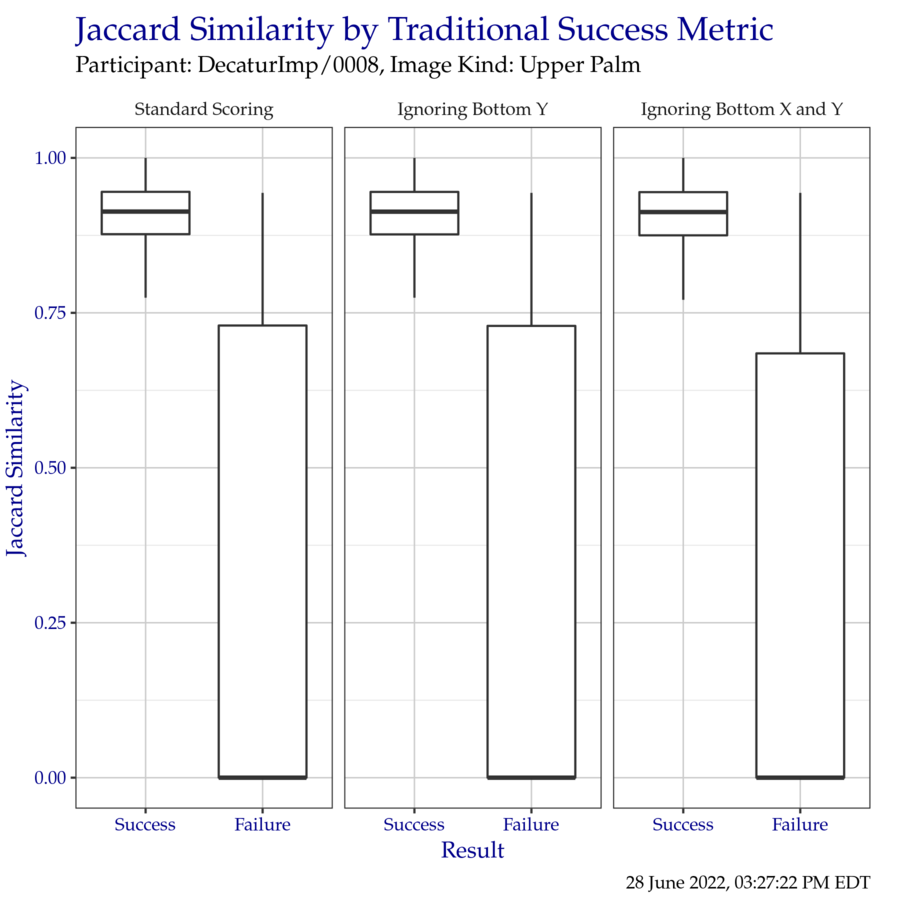 Jaccard Similarity by Traditional Success Metric
Participant: DecaturImp/0008, Image Kind: Upper Palm
Standard Scoring
Ignoring Bottom Y
Ignoring Bottom X and Y
1.00
0.75
0.50
0.25
0.00
Jaccard Similarity
Success
Failure
Success
Failure
Success
Failure
Result
28 June 2022, 03:27:22 PM EDT